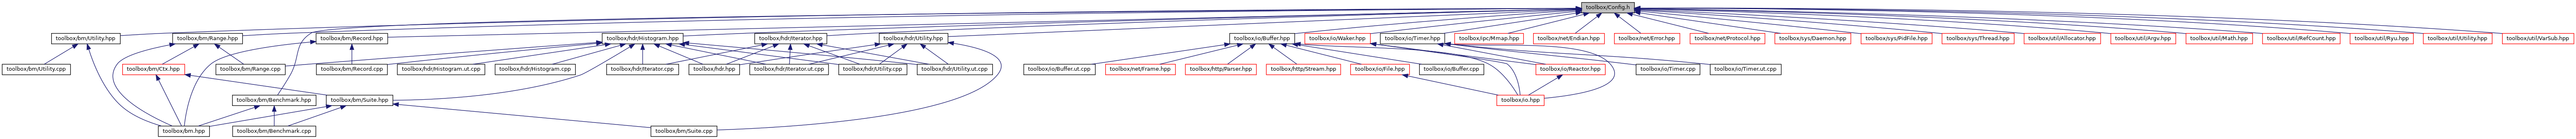 toolbox/Config.h
toolbox/bm/Utility.hpp
toolbox/bm/Range.hpp
toolbox/bm/Record.hpp
toolbox/hdr/Histogram.hpp
toolbox/hdr/Iterator.hpp
toolbox/hdr/Utility.hpp
toolbox/io/Buffer.hpp
toolbox/io/Waker.hpp
toolbox/io/Timer.hpp
toolbox/ipc/Mmap.hpp
toolbox/net/Endian.hpp
toolbox/net/Error.hpp
toolbox/net/Protocol.hpp
toolbox/sys/Daemon.hpp
toolbox/sys/PidFile.hpp
toolbox/sys/Thread.hpp
toolbox/util/Allocator.hpp
toolbox/util/Argv.hpp
toolbox/util/Math.hpp
toolbox/util/RefCount.hpp
toolbox/util/Ryu.hpp
toolbox/util/Utility.hpp
toolbox/util/VarSub.hpp
toolbox/bm/Utility.cpp
toolbox/bm/Ctx.hpp
toolbox/bm/Range.cpp
toolbox/bm/Record.cpp
toolbox/hdr/Histogram.ut.cpp
toolbox/hdr/Histogram.cpp
toolbox/hdr/Iterator.cpp
toolbox/hdr.hpp
toolbox/hdr/Iterator.ut.cpp
toolbox/hdr/Utility.cpp
toolbox/hdr/Utility.ut.cpp
toolbox/io/Buffer.ut.cpp
toolbox/net/Frame.hpp
toolbox/http/Parser.hpp
toolbox/http/Stream.hpp
toolbox/io/File.hpp
toolbox/io/Buffer.cpp
toolbox/io/Reactor.hpp
toolbox/io/Timer.cpp
toolbox/io/Timer.ut.cpp
toolbox/bm/Benchmark.hpp
toolbox/bm/Suite.hpp
toolbox/io.hpp
toolbox/bm.hpp
toolbox/bm/Benchmark.cpp
toolbox/bm/Suite.cpp